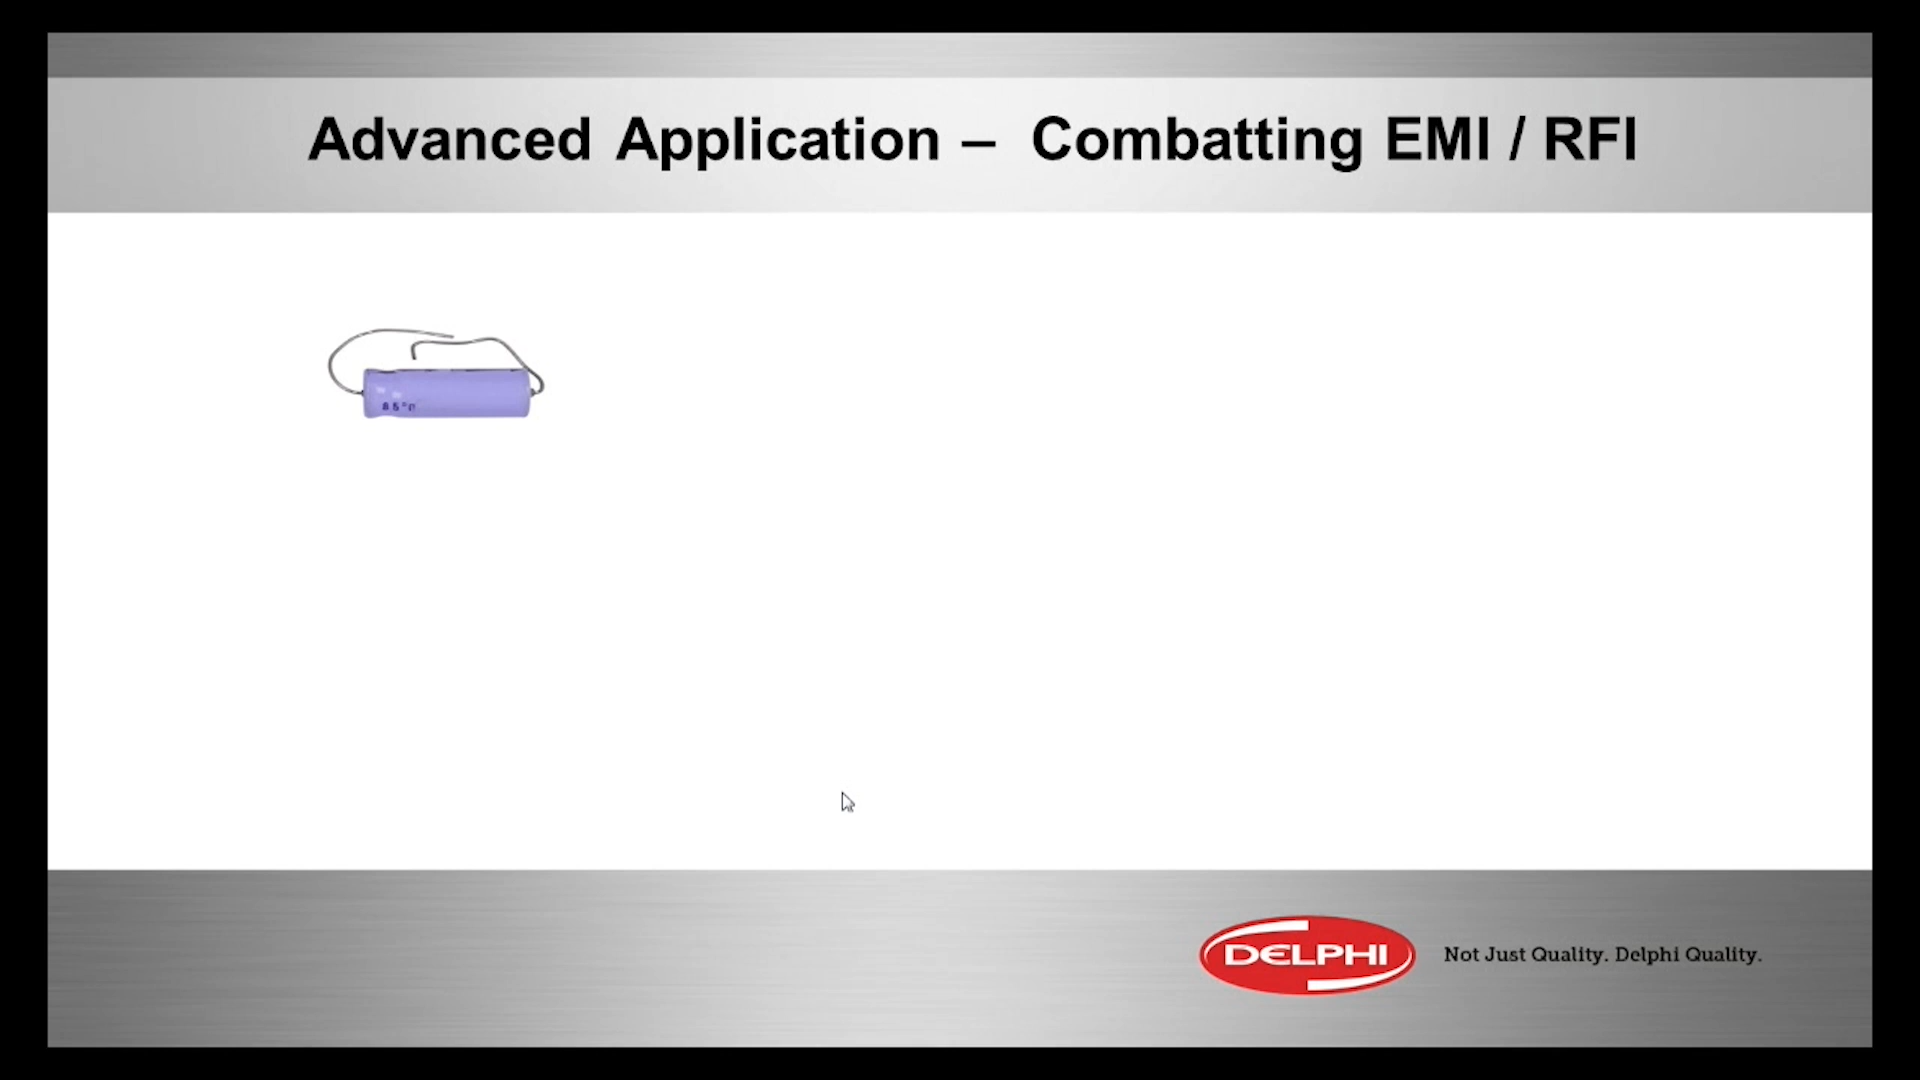 Advanced Application – Combatting EMI / RFI
DELPHI
Not Just Quality. Delphi Quality.